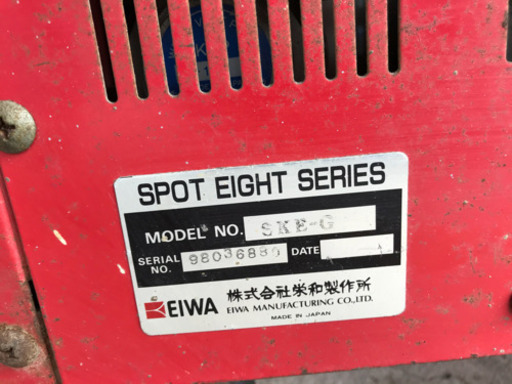 SPOT EIGHT SERIES
MODEL NO. SKE-G
SERIAL NO. 98036880 DATE
EIWA 株式会社栄和製作所
EIWA MANUFACTURING CO.,LTD.
MADE IN JAPAN